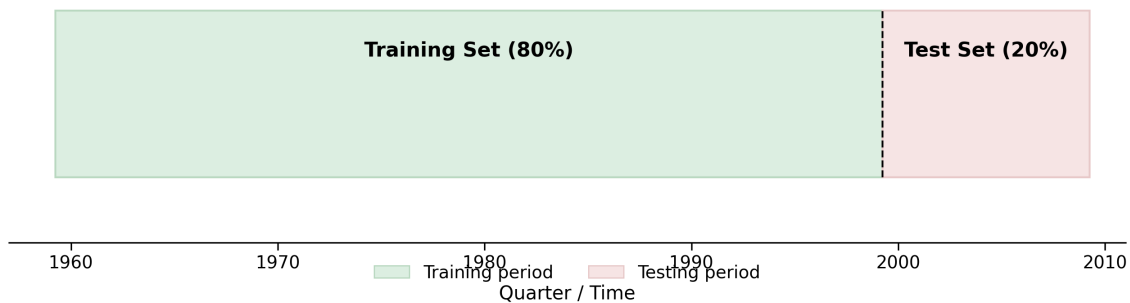 Training Set (80%) Test Set (20%)
1960 1970 1980 1990 2000 2010
Training period Testing period
Quarter / Time